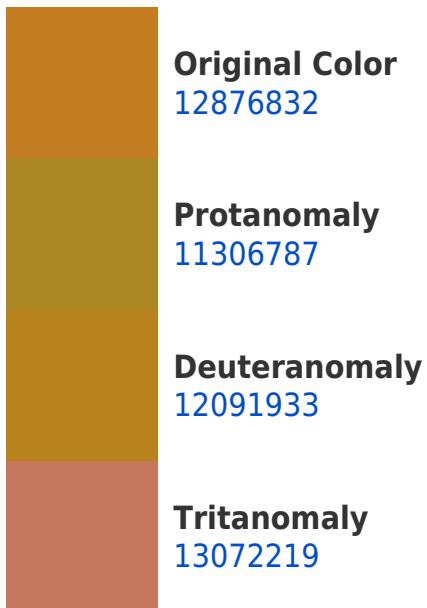 Original Color
12876832
Protanomaly
11306787
Deuteranomaly
12091933
Tritanomaly
13072219